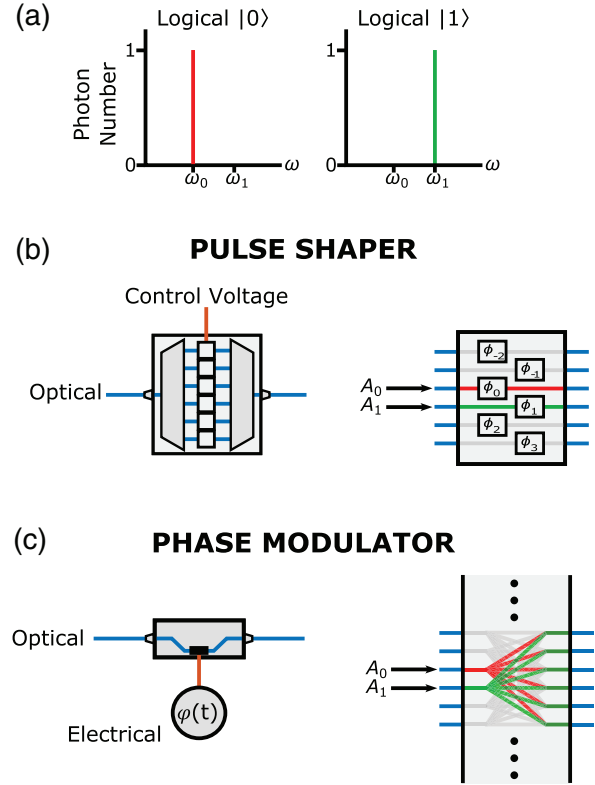 (a)
Logical |0⟩
Logical |1⟩
Photon
Number
1
0
ω₀
ω₁
ω
1
0
ω₀
ω₁
ω
(b)
PULSE SHAPER
Control Voltage
Optical
A₀
A₁
ϕ₋₂
ϕ₋₁
ϕ₀
ϕ₁
ϕ₂
ϕ₃
(c)
PHASE MODULATOR
Optical
φ(t)
Electrical
A₀
A₁